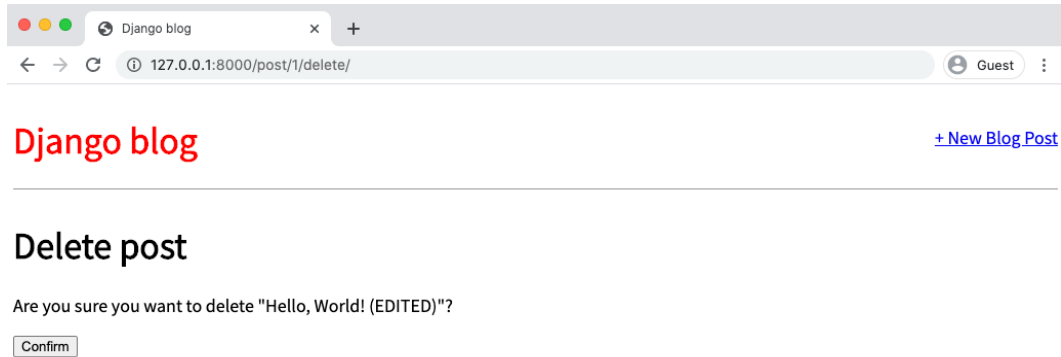 Django blog
127.0.0.1:8000/post/1/delete/
Guest
Django blog
+ New Blog Post
Delete post
Are you sure you want to delete "Hello, World! (EDITED)"?
Confirm